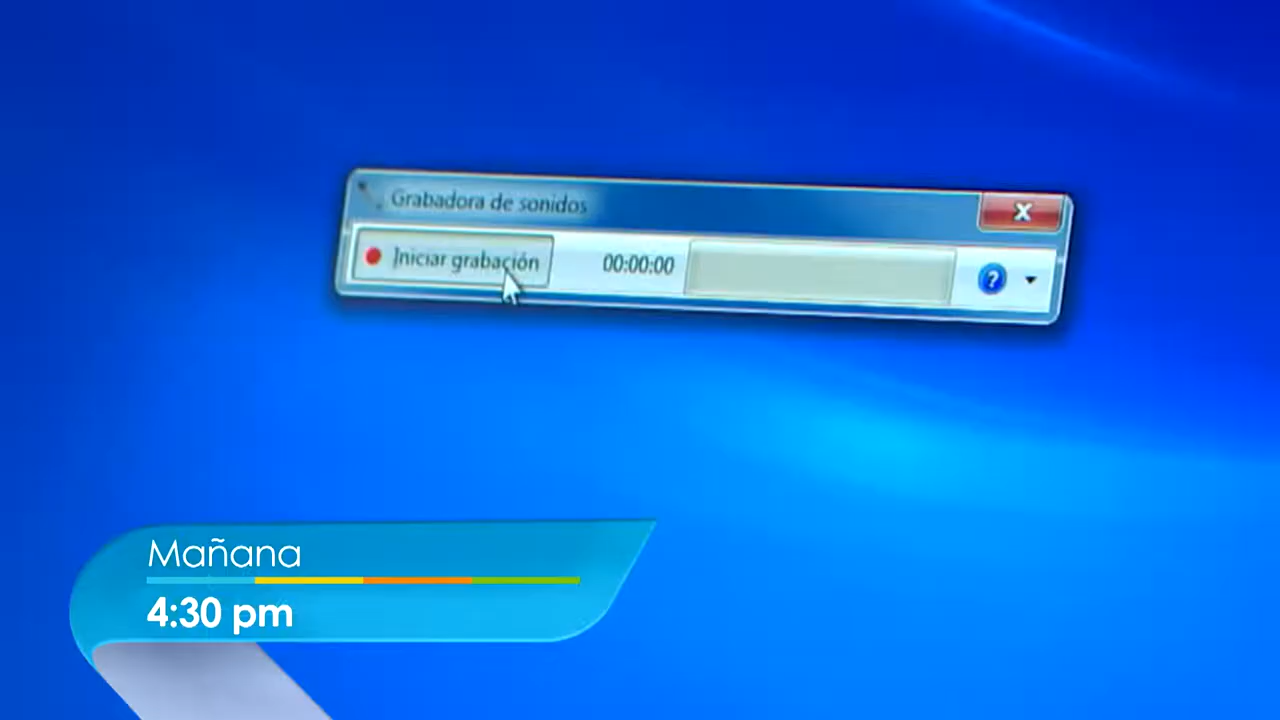 Grabadora de sonidos
Iniciar grabación
00:00:00
Mañana
4:30 pm